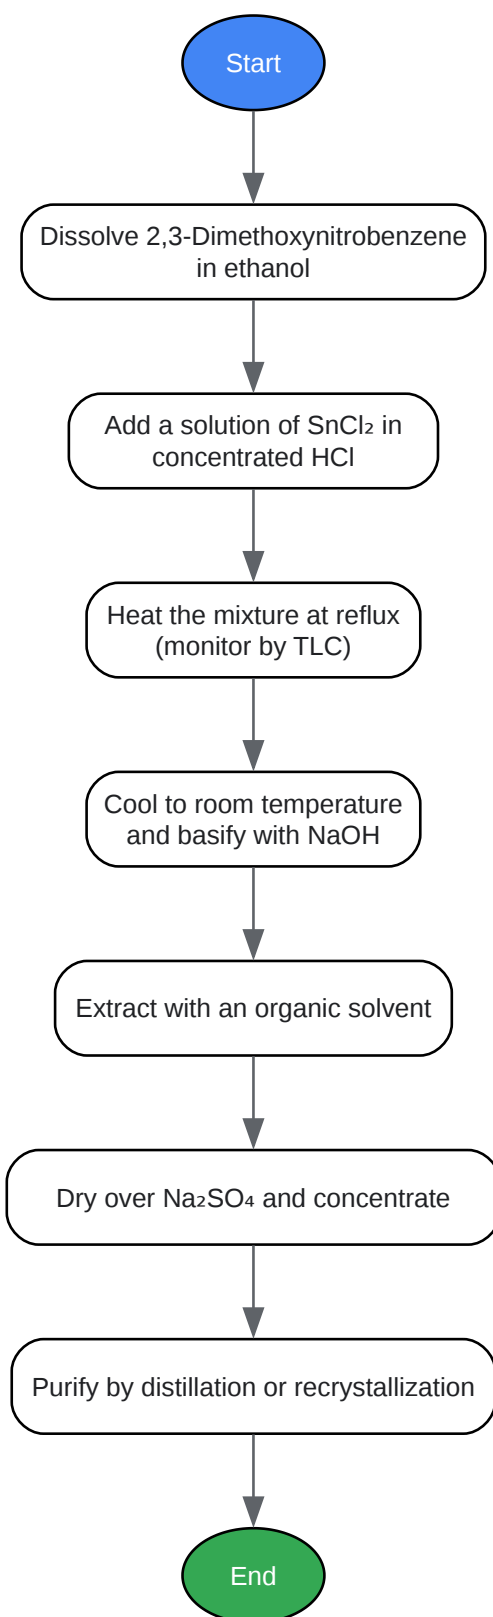 Start
Dissolve 2,3-Dimethoxynitrobenzene
in ethanol
Add a solution of SnCl₂ in
concentrated HCl
Heat the mixture at reflux
(monitor by TLC)
Cool to room temperature
and basify with NaOH
Extract with an organic solvent
Dry over Na₂SO₄ and concentrate
Purify by distillation or recrystallization
End